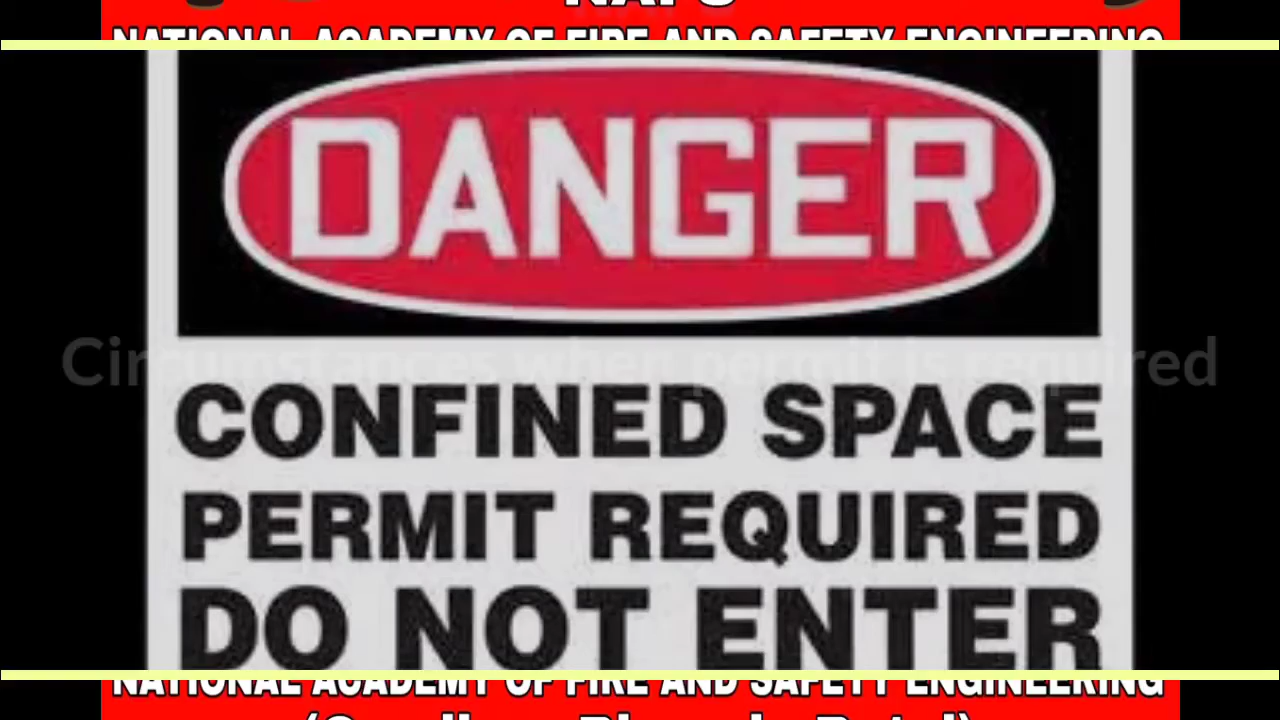 NATIONAL ACADEMY OF FIRE AND SAFETY ENGINEERING
DANGER
Circumstances when permit is required
CONFINED SPACE
PERMIT REQUIRED
DO NOT ENTER
NATIONAL ACADEMY OF FIRE AND SAFETY ENGINEERING